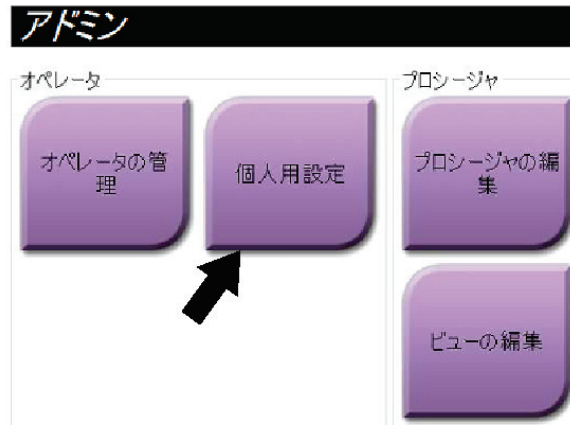 アドミン
オペレータ
プロシージャ
オペレータの管
理
個人用設定
プロシージャの編
集
ビューの編集